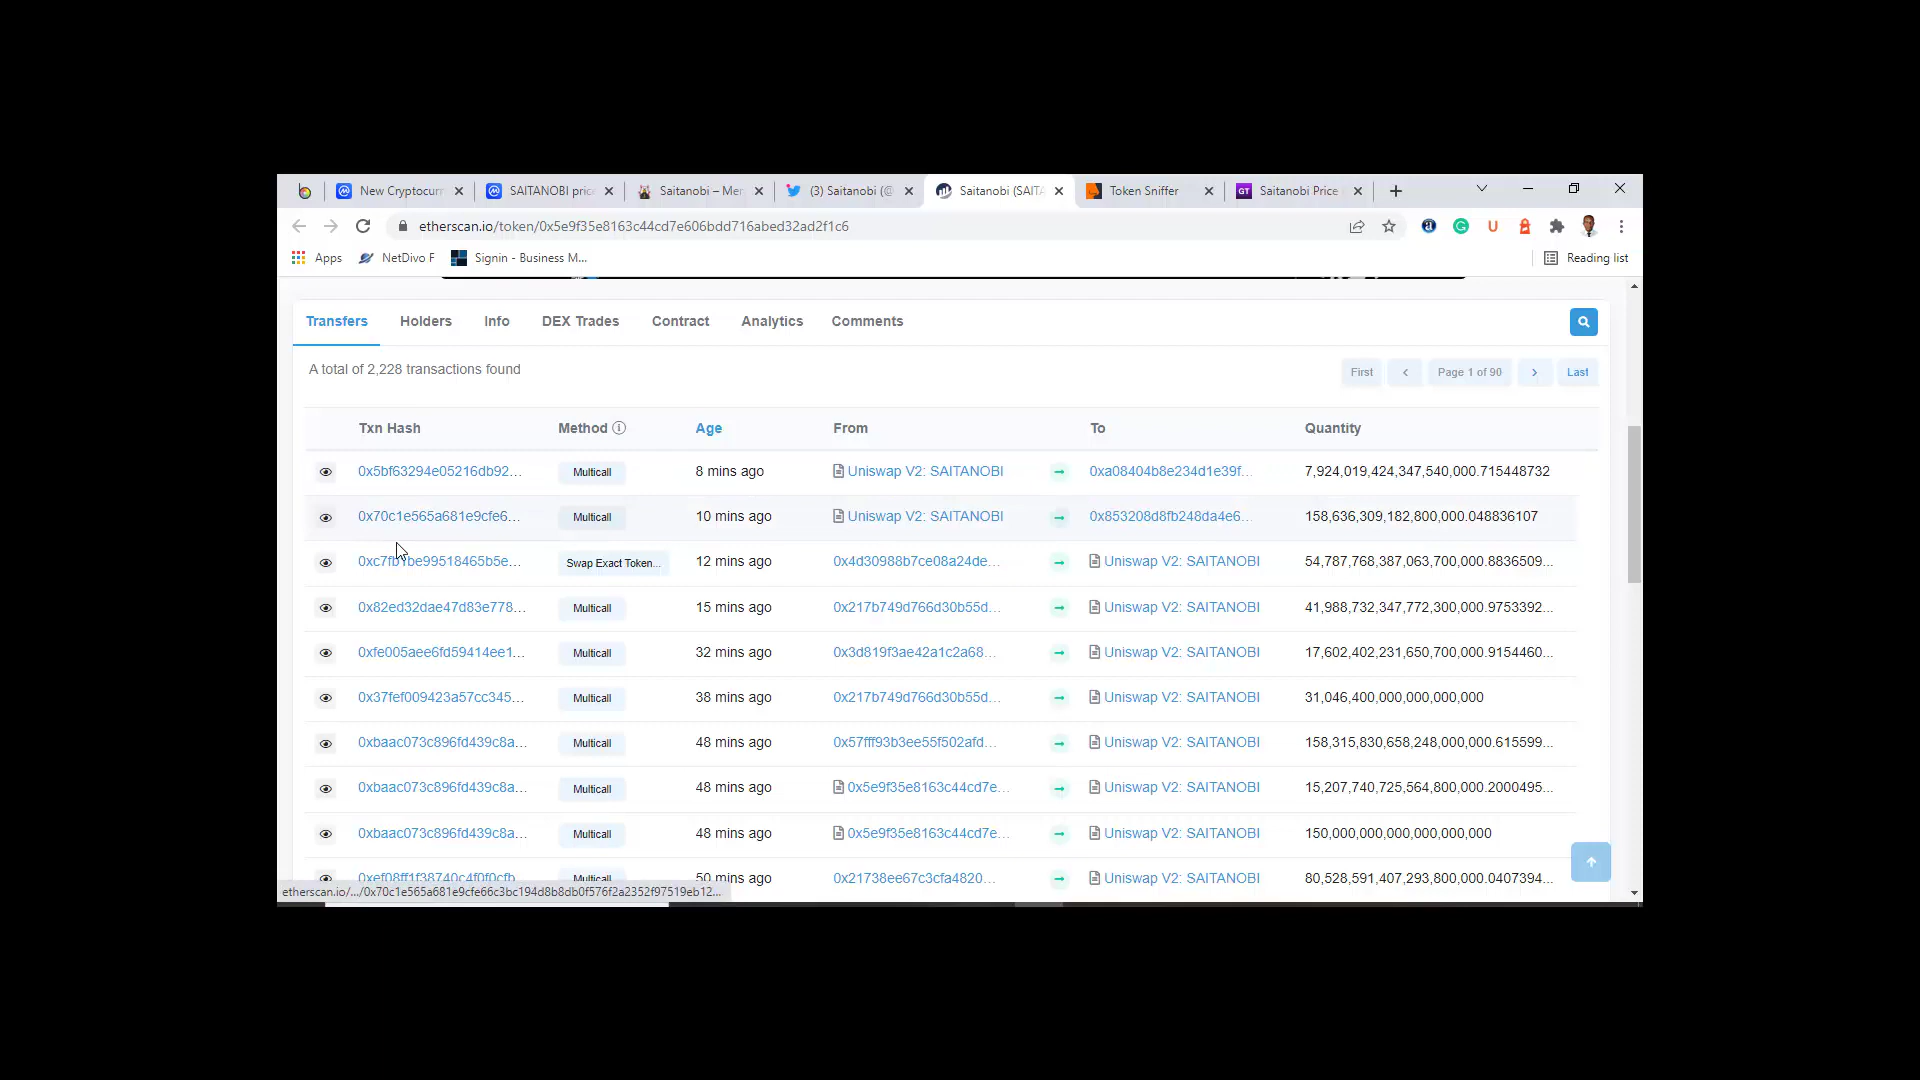 New Cryptocurr
SAITANOBI pric
Saitanobi – Mem
(3) Saitanobi (@
Saitanobi (SAIT
Token Sniffer
GT Saitanobi Price
etherscan.io/token/0x5e9f35e8163c44cd7e606bdd716abed32ad2f1c6
Apps NetDivo F Signin - Business M... Reading list
Transfers Holders Info DEX Trades Contract Analytics Comments
A total of 2,228 transactions found First Page 1 of 90 Last
Txn Hash Method Age From To Quantity
0x5bf63294e05216db92... Multicall 8 mins ago Uniswap V2: SAITANOBI 0xa08404b8e234d1e39f... 7,924,019,424,347,540,000.715448732
0x70c1e565a681e9cfe6... Multicall 10 mins ago Uniswap V2: SAITANOBI 0x853208d8fb248da4e6... 158,636,309,182,800,000.048836107
0xc7fb1be99518465b5e... Swap Exact Token... 12 mins ago 0x4d30988b7ce08a24de... Uniswap V2: SAITANOBI 54,787,768,387,063,700,000.8836509...
0x82ed32dae47d83e778... Multicall 15 mins ago 0x217b749d766d30b55d... Uniswap V2: SAITANOBI 41,988,732,347,772,300,000.9753392...
0xfe005aee6fd59414ee1... Multicall 32 mins ago 0x3d819f3ae42a1c2a68... Uniswap V2: SAITANOBI 17,602,402,231,650,700,000.9154460...
0x37fef009423a57cc345... Multicall 38 mins ago 0x217b749d766d30b55d... Uniswap V2: SAITANOBI 31,046,400,000,000,000,000
0xbaac073c896fd439c8a... Multicall 48 mins ago 0x57fff93b3ee55f502afd... Uniswap V2: SAITANOBI 158,315,830,658,248,000,000.615599...
0xbaac073c896fd439c8a... Multicall 48 mins ago 0x5e9f35e8163c44cd7e... Uniswap V2: SAITANOBI 15,207,740,725,564,800,000.2000495...
0xbaac073c896fd439c8a... Multicall 48 mins ago 0x5e9f35e8163c44cd7e... Uniswap V2: SAITANOBI 150,000,000,000,000,000,000
0xef08ff1f38740c4f0f0cfb Multicall 50 mins ago 0x21738ee67c3cfa4820... Uniswap V2: SAITANOBI 80,528,591,407,293,800,000.0407394...
etherscan.io/.../0x70c1e565a681e9cfe66c3bc194d8b8db0f576f2a2352f97519eb12...